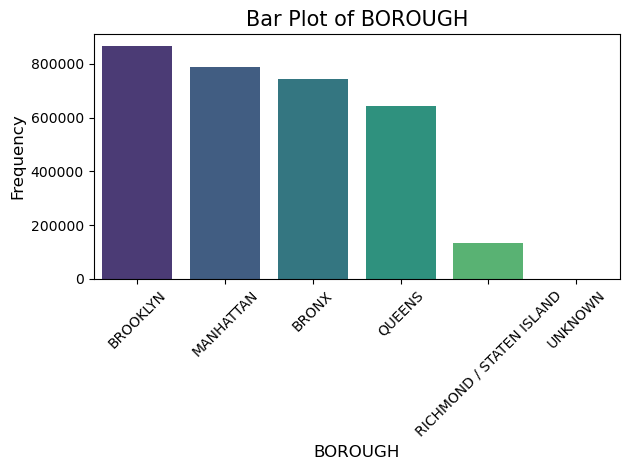 Bar Plot of BOROUGH
Frequency
800000
600000
400000
200000
0
BROOKLYN
MANHATTAN
BRONX
QUEENS
RICHMOND / STATEN ISLAND
UNKNOWN
BOROUGH